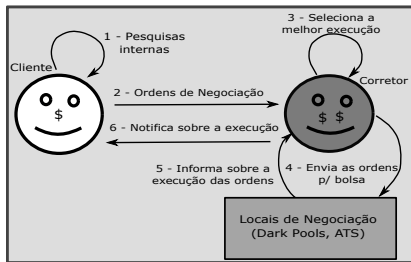 1 - Pesquisas
internas
3 - Seleciona a
melhor execução
Cliente
Corretor
$
$ $
2 - Ordens de Negociação
6 - Notifica sobre a execução
5 - Informa sobre a
execução das ordens
4 - Envia as ordens
p/ bolsa
Locais de Negociação
(Dark Pools, ATS)